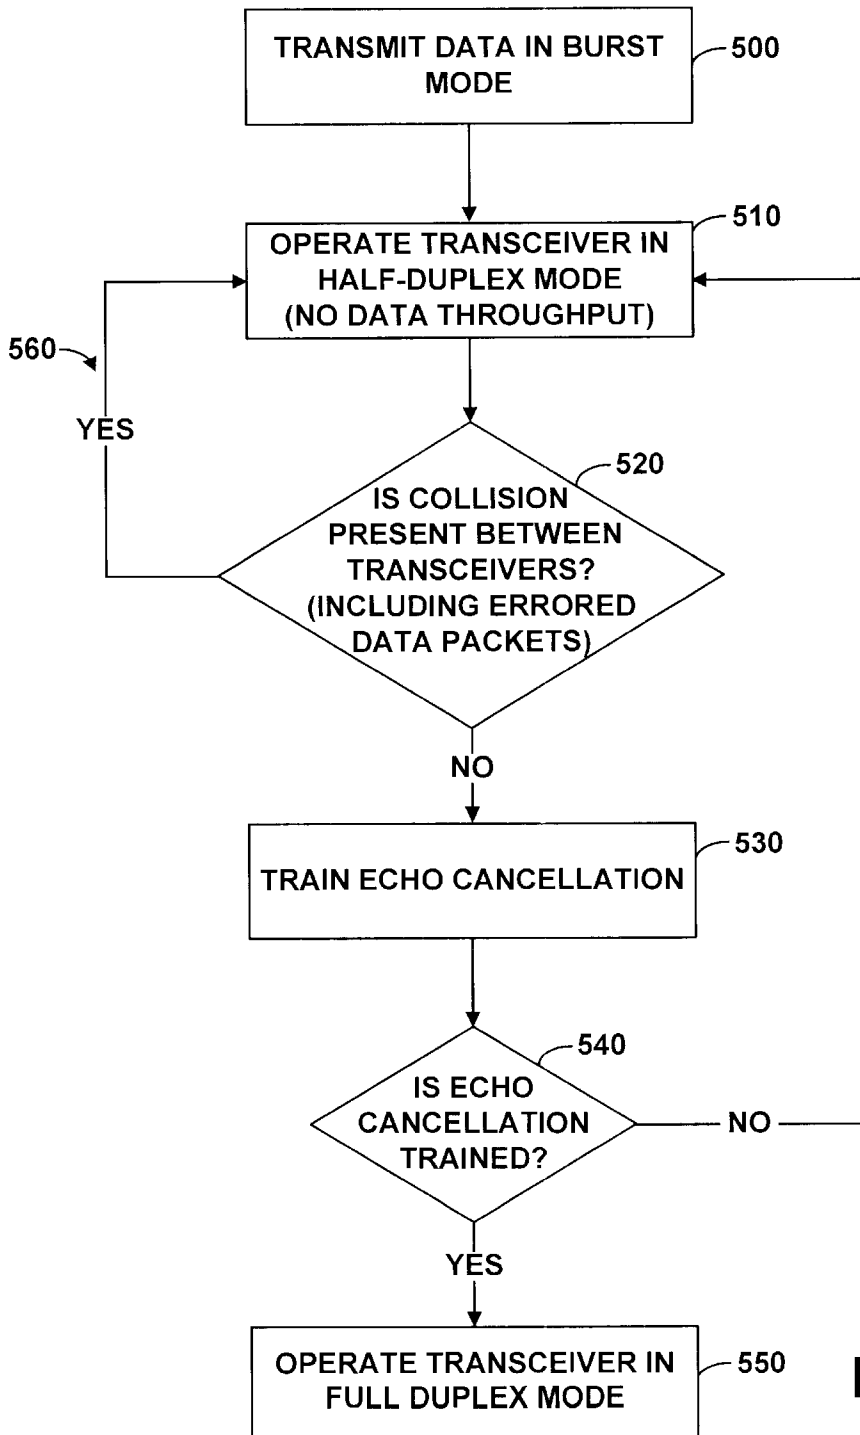 TRANSMIT DATA IN BURST
MODE
500
510
OPERATE TRANSCEIVER IN
HALF-DUPLEX MODE
(NO DATA THROUGHPUT)
560
YES
520
IS COLLISION
PRESENT BETWEEN
TRANSCEIVERS?
(INCLUDING ERRORED
DATA PACKETS)
NO
530
TRAIN ECHO CANCELLATION
540
IS ECHO
CANCELLATION
TRAINED?
NO
YES
OPERATE TRANSCEIVER IN
FULL DUPLEX MODE
550